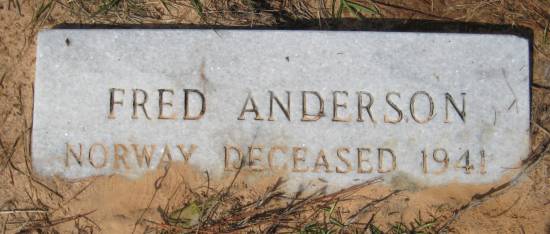 FRED ANDERSON
NORWAY DECEASED 1941